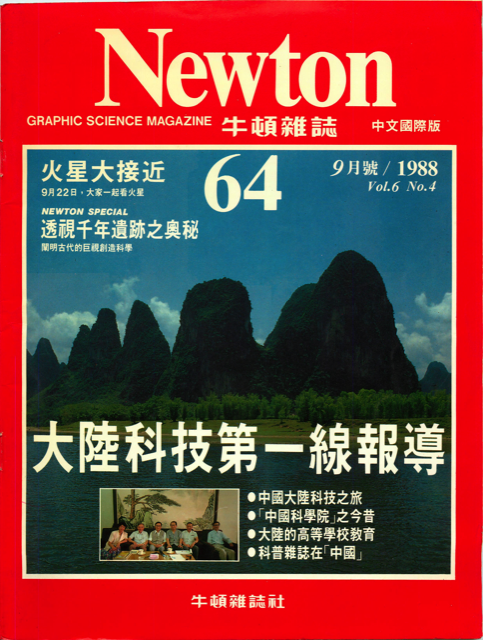 Newton
GRAPHIC SCIENCE MAGAZINE 牛頓雜誌 中文國際版
火星大接近
9月22日，大家一起看火星
64
9月號 / 1988
Vol.6 No.4
NEWTON SPECIAL
透視千年遺跡之奧秘
闡明古代的巨視創造科學
大陸科技第一線報導
●中國大陸科技之旅
●「中國科學院」之今昔
●大陸的高等學校教育
●科普雜誌在「中國」
牛頓雜誌社